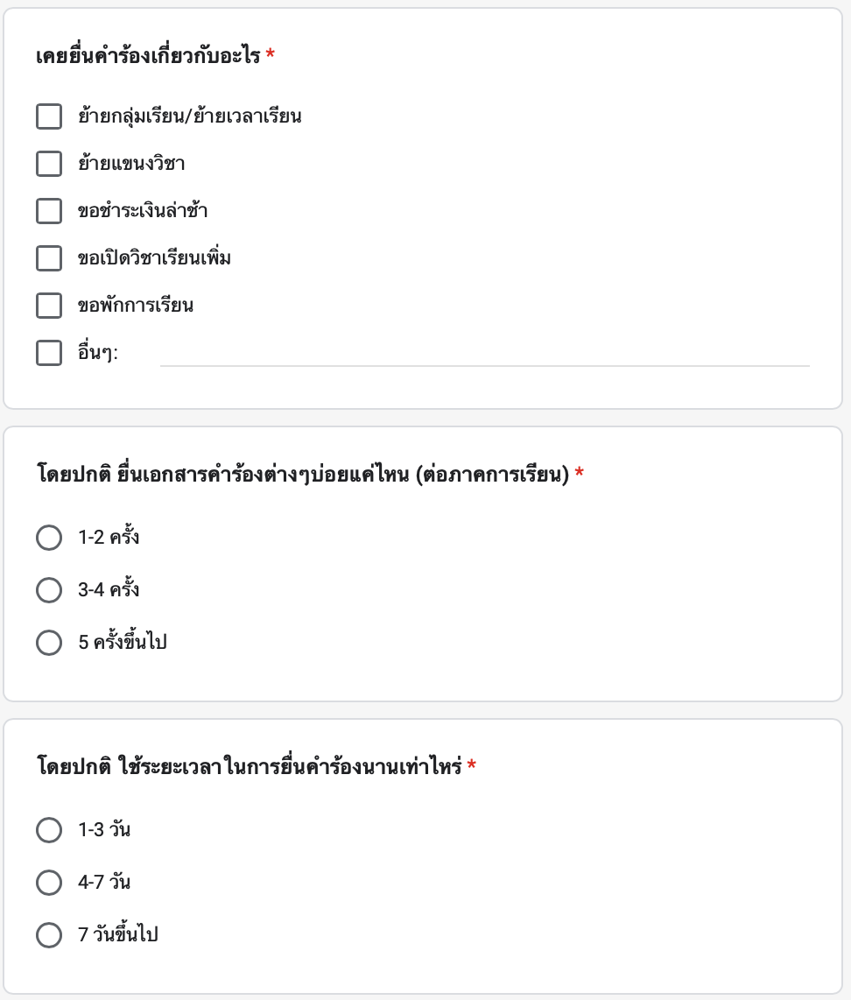 เคยยื่นคำร้องเกี่ยวกับอะไร *
ย้ายกลุ่มเรียน/ย้ายเวลาเรียน
ย้ายแขนงวิชา
ขอชำระเงินล่าช้า
ขอเปิดวิชาเรียนเพิ่ม
ขอพักการเรียน
อื่นๆ:
โดยปกติ ยื่นเอกสารคำร้องต่างๆบ่อยแค่ไหน (ต่อภาคการเรียน) *
1-2 ครั้ง
3-4 ครั้ง
5 ครั้งขึ้นไป
โดยปกติ ใช้ระยะเวลาในการยื่นคำร้องนานเท่าไหร่ *
1-3 วัน
4-7 วัน
7 วันขึ้นไป